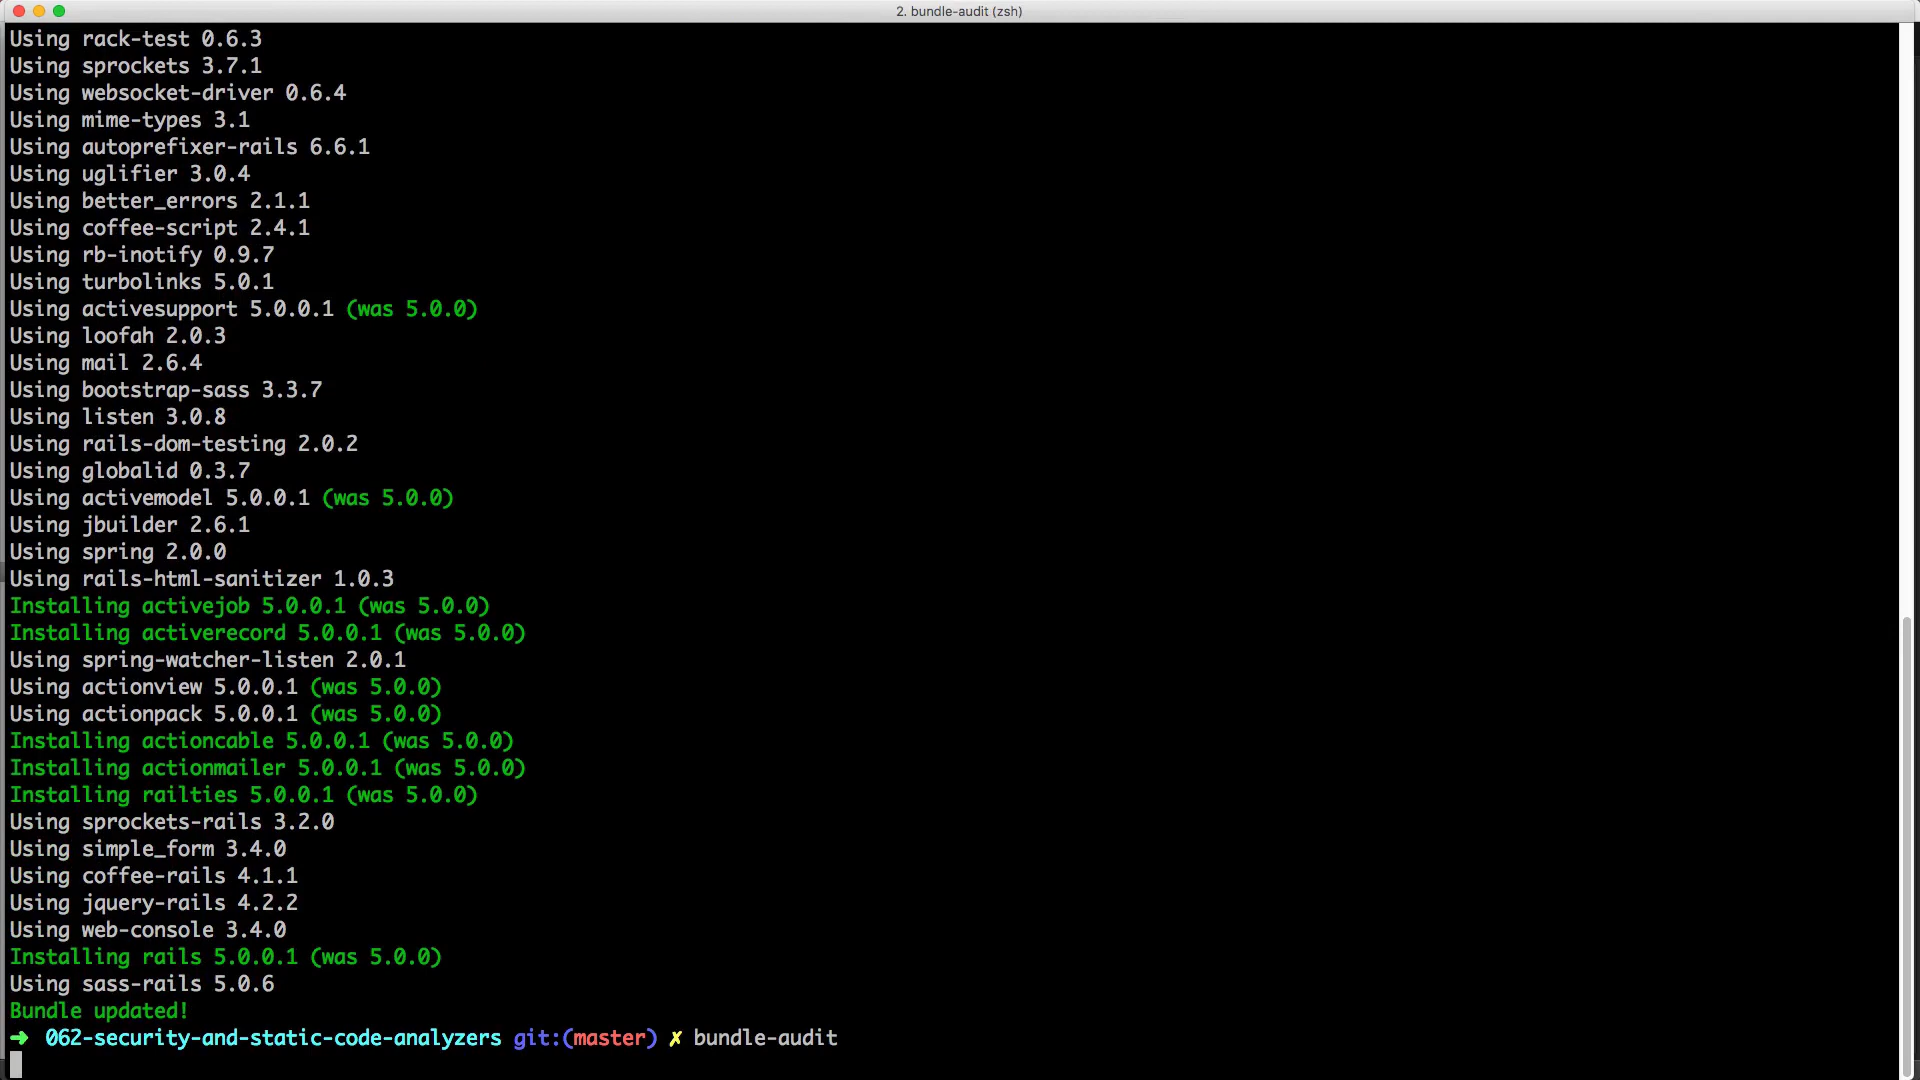 2. bundle-audit (zsh)
Using rack-test 0.6.3
Using sprockets 3.7.1
Using websocket-driver 0.6.4
Using mime-types 3.1
Using autoprefixer-rails 6.6.1
Using uglifier 3.0.4
Using better_errors 2.1.1
Using coffee-script 2.4.1
Using rb-inotify 0.9.7
Using turbolinks 5.0.1
Using activesupport 5.0.0.1 (was 5.0.0)
Using loofah 2.0.3
Using mail 2.6.4
Using bootstrap-sass 3.3.7
Using listen 3.0.8
Using rails-dom-testing 2.0.2
Using globalid 0.3.7
Using activemodel 5.0.0.1 (was 5.0.0)
Using jbuilder 2.6.1
Using spring 2.0.0
Using rails-html-sanitizer 1.0.3
Installing activejob 5.0.0.1 (was 5.0.0)
Installing activerecord 5.0.0.1 (was 5.0.0)
Using spring-watcher-listen 2.0.1
Using actionview 5.0.0.1 (was 5.0.0)
Using actionpack 5.0.0.1 (was 5.0.0)
Installing actioncable 5.0.0.1 (was 5.0.0)
Installing actionmailer 5.0.0.1 (was 5.0.0)
Installing railties 5.0.0.1 (was 5.0.0)
Using sprockets-rails 3.2.0
Using simple_form 3.4.0
Using coffee-rails 4.1.1
Using jquery-rails 4.2.2
Using web-console 3.4.0
Installing rails 5.0.0.1 (was 5.0.0)
Using sass-rails 5.0.6
Bundle updated!
➜ 062-security-and-static-code-analyzers git:(master) ✗ bundle-audit